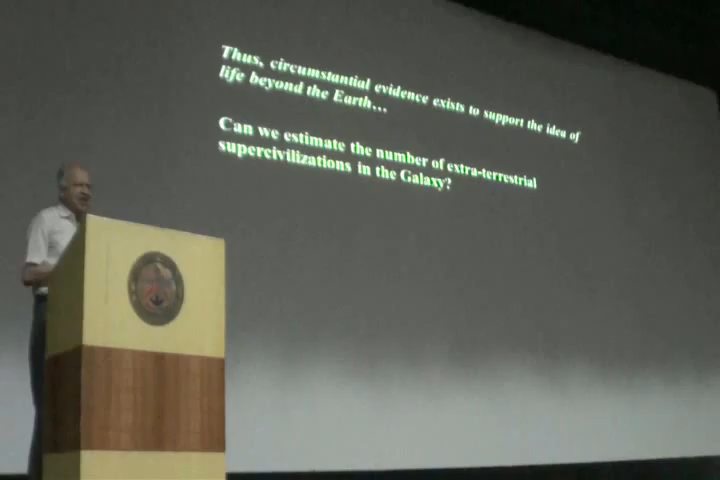 Thus, circumstantial evidence exists to support the idea of
life beyond the Earth...
Can we estimate the number of extra-terrestrial
supercivilizations in the Galaxy?